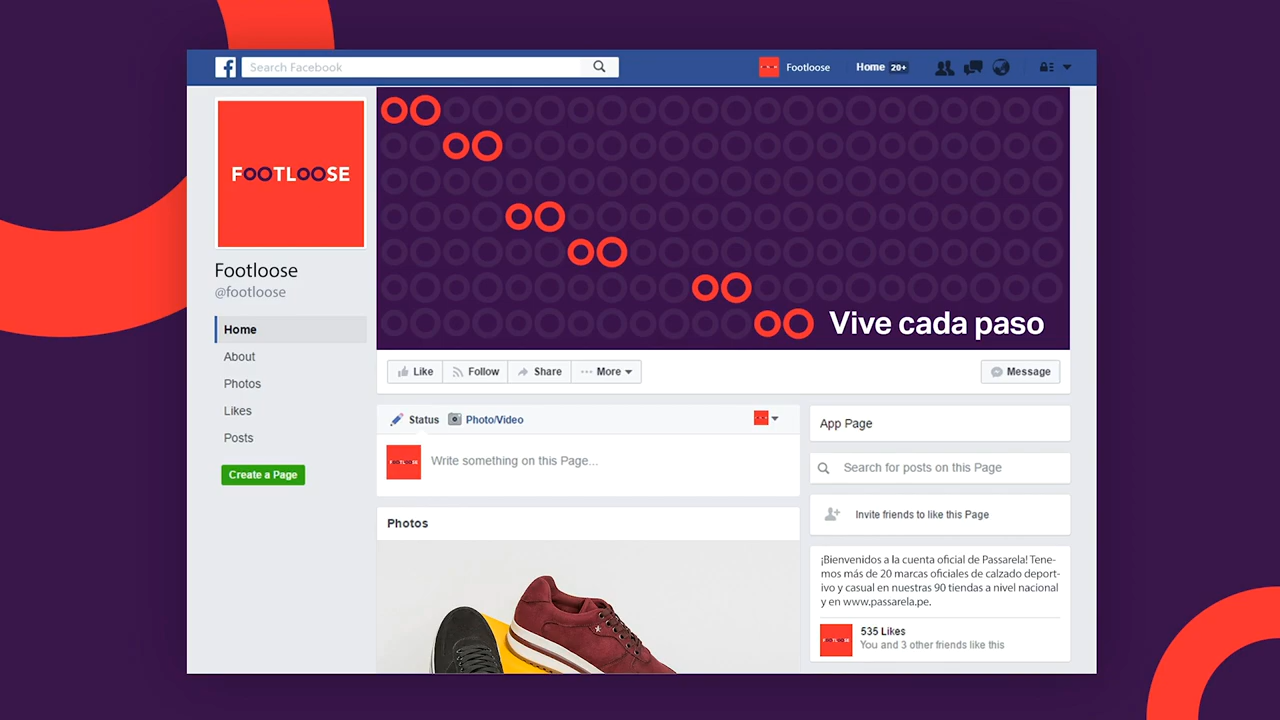 Search Facebook
Footloose
Home 20+
FOOTLOOSE
Footloose
@footloose
Home
About
Photos
Likes
Posts
Create a Page
Vive cada paso
Like
Follow
Share
More
Message
Status
Photo/Video
FOOTLOOSE
Write something on this Page...
Photos
App Page
Search for posts on this Page
Invite friends to like this Page
¡Bienvenidos a la cuenta oficial de Passarela! Tene-
mos más de 20 marcas oficiales de calzado deport-
ivo y casual en nuestras 90 tiendas a nivel nacional
y en www.passarela.pe.
FOOTLOOSE
535 Likes
You and 3 other friends like this